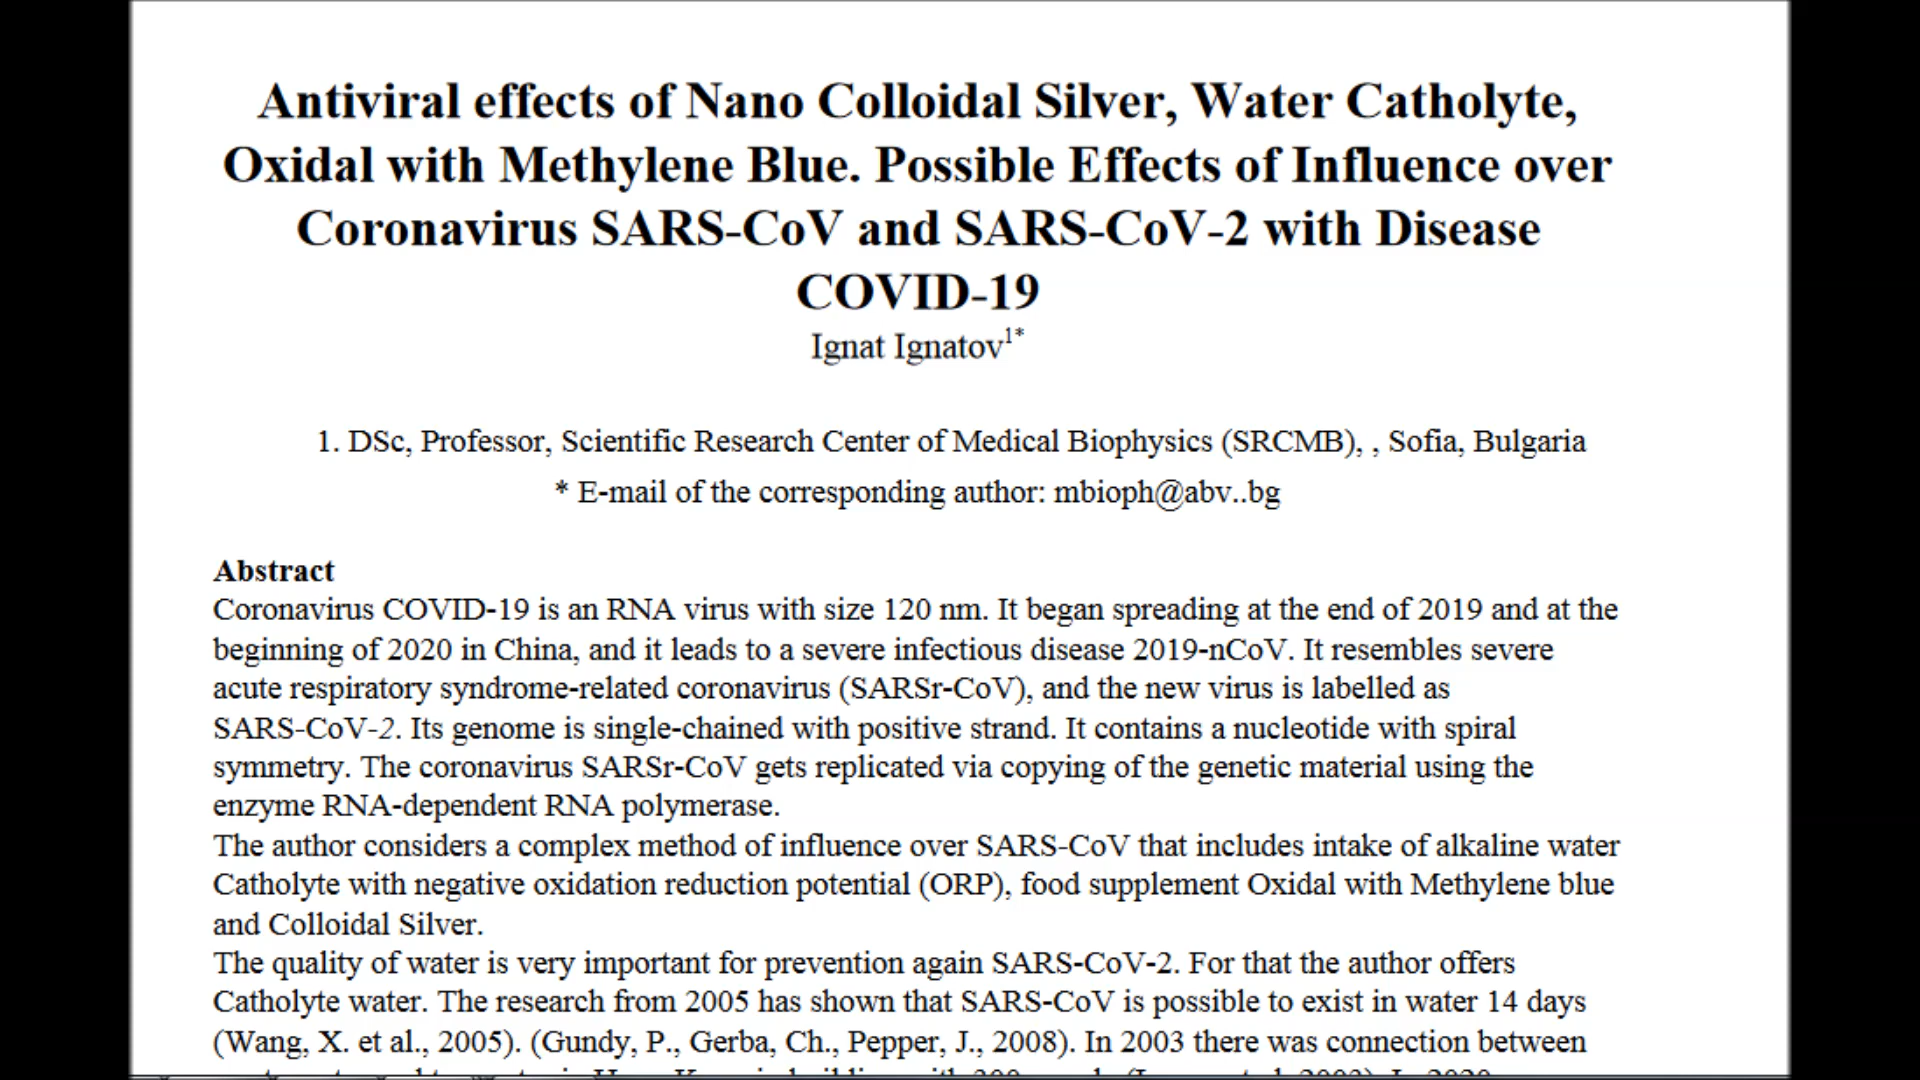 Antiviral effects of Nano Colloidal Silver, Water Catholyte,
Oxidal with Methylene Blue. Possible Effects of Influence over
Coronavirus SARS-CoV and SARS-CoV-2 with Disease
COVID-19
Ignat Ignatov1*
1. DSc, Professor, Scientific Research Center of Medical Biophysics (SRCMB), , Sofia, Bulgaria
* E-mail of the corresponding author: mbioph@abv..bg
Abstract
Coronavirus COVID-19 is an RNA virus with size 120 nm. It began spreading at the end of 2019 and at the
beginning of 2020 in China, and it leads to a severe infectious disease 2019-nCoV. It resembles severe
acute respiratory syndrome-related coronavirus (SARSr-CoV), and the new virus is labelled as
SARS-CoV-2. Its genome is single-chained with positive strand. It contains a nucleotide with spiral
symmetry. The coronavirus SARSr-CoV gets replicated via copying of the genetic material using the
enzyme RNA-dependent RNA polymerase.
The author considers a complex method of influence over SARS-CoV that includes intake of alkaline water
Catholyte with negative oxidation reduction potential (ORP), food supplement Oxidal with Methylene blue
and Colloidal Silver.
The quality of water is very important for prevention again SARS-CoV-2. For that the author offers
Catholyte water. The research from 2005 has shown that SARS-CoV is possible to exist in water 14 days
(Wang, X. et al., 2005). (Gundy, P., Gerba, Ch., Pepper, J., 2008). In 2003 there was connection between